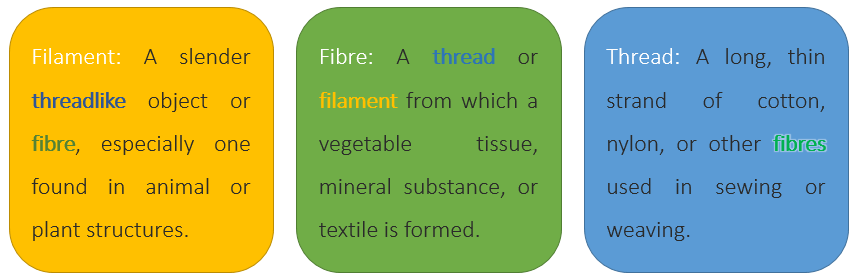 Filament: A slender
threadlike object or
fibre, especially one
found in animal or
plant structures.
Fibre: A thread or
filament from which a
vegetable tissue,
mineral substance, or
textile is formed.
Thread: A long, thin
strand of cotton,
nylon, or other fibres
used in sewing or
weaving.